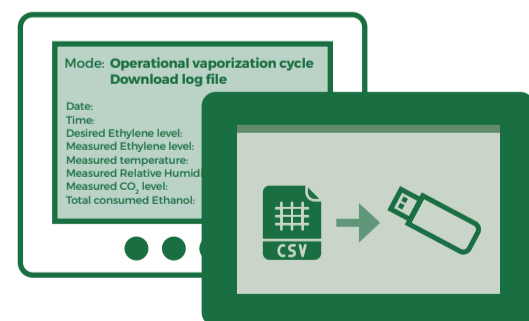 Mode: Operational vaporization cycle
Download log file
Date:
Time:
Desired Ethylene level:
Measured Ethylene level:
Measured temperature:
Measured Relative Humidi
Measured CO₂ level:
Total consumed Ethanol:
CSV